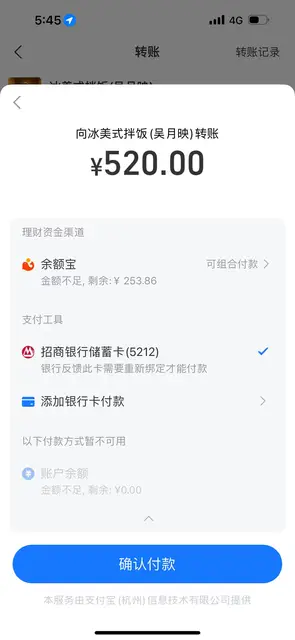 5:45
4G
转账
转账记录
向冰美式拌饭(吴月映)转账
¥520.00
理财资金渠道
余额宝
可组合付款
金额不足, 剩余: ¥ 253.86
支付工具
招商银行储蓄卡(5212)
银行反馈此卡需要重新绑定才能付款
添加银行卡付款
以下付款方式暂不可用
账户余额
金额不足, 剩余: ¥0.00
确认付款
本服务由支付宝(杭州)信息技术有限公司提供